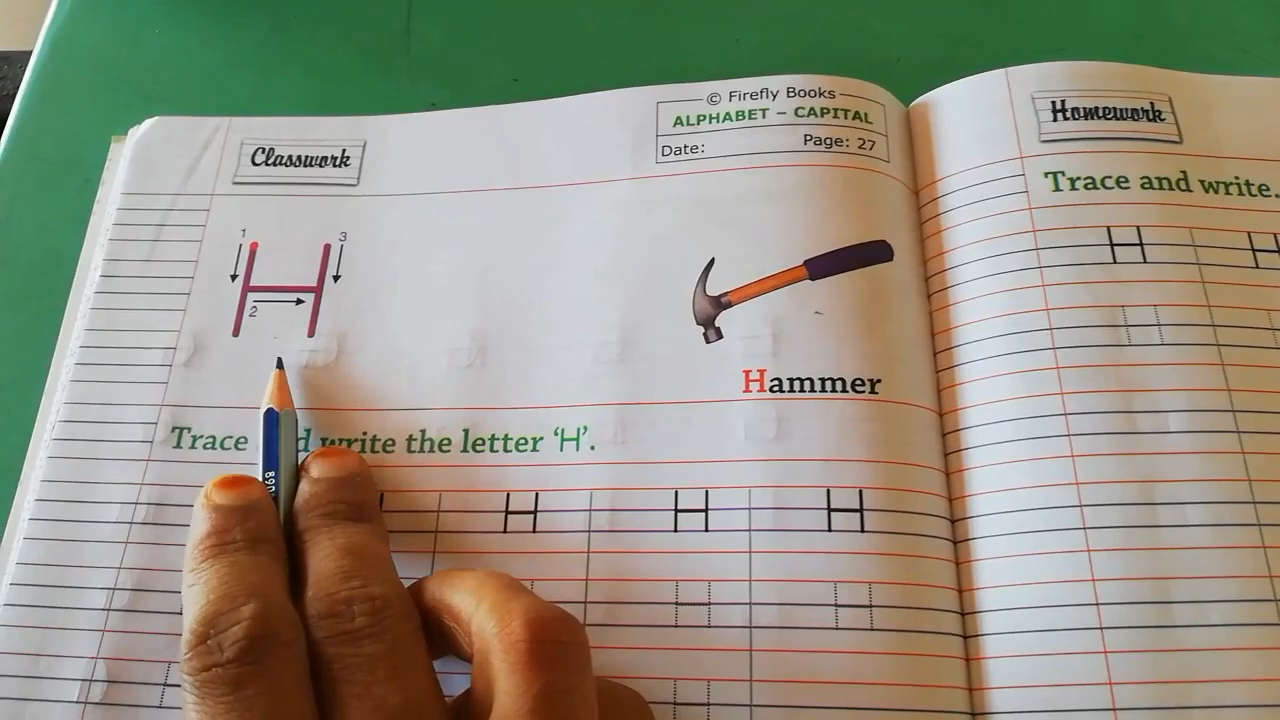 © Firefly Books
ALPHABET – CAPITAL
Date: Page: 27
Classwork
1 3
H
2
Hammer
Trace write the letter ‘H’.
H H H
H H
H
Homework
Trace and write.
H H
H